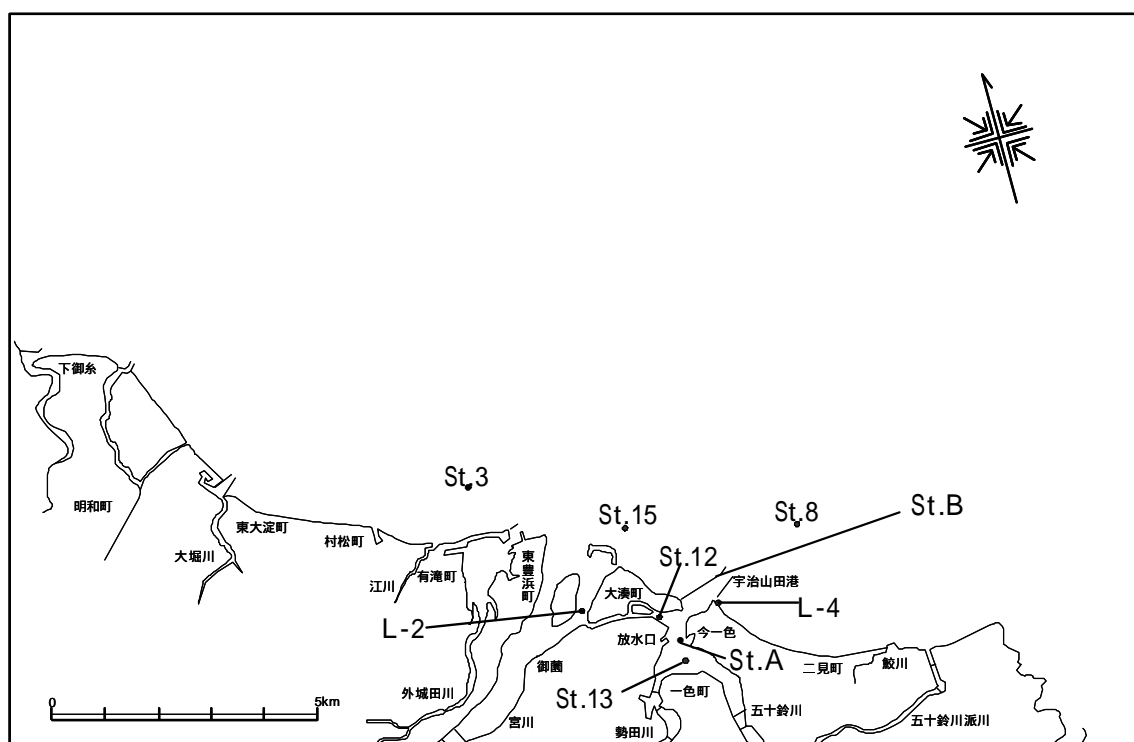 下御糸
明和町
大堀川
東大淀町
村松町
江川
有滝町
東豊浜町
St.3
St.15
St.8
St.B
St.12
大湊町
宇治山田港
L-2
L-4
放水口
今一色
St.A
御薗
二見町
鮫川
St.13
一色町
外城田川
宮川
勢田川
五十鈴川
五十鈴川派川
0
5km